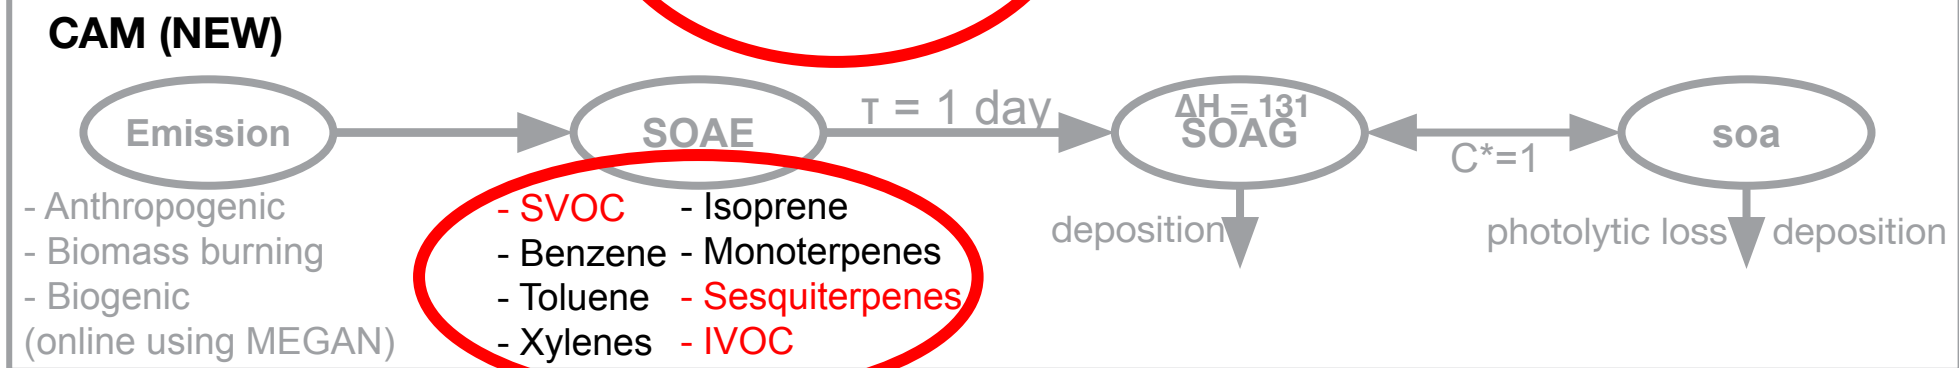 CAM (NEW)
Emission
SOAE
τ = 1 day
ΔH = 131
SOAG
C*=1
soa
- Anthropogenic
- Biomass burning
- Biogenic
(online using MEGAN)
- SVOC - Isoprene
- Benzene - Monoterpenes
- Toluene - Sesquiterpenes
- Xylenes - IVOC
deposition
photolytic loss deposition